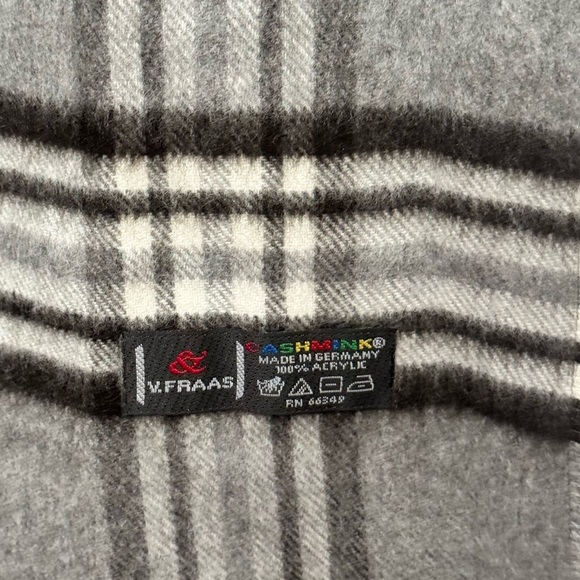 V.FRAAS
CASHMINK®
MADE IN GERMANY
100% ACRYLIC
RN 66349